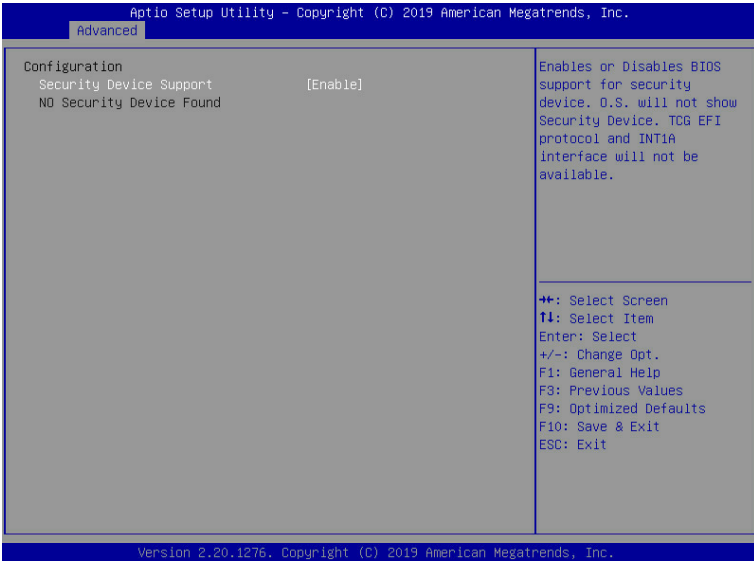 Aptio Setup Utility – Copyright (C) 2019 American Megatrends, Inc.
Advanced
Configuration
Security Device Support [Enable]
NO Security Device Found
Enables or Disables BIOS
support for security
device. O.S. will not show
Security Device. TCG EFI
protocol and INT1A
interface will not be
available.
→←: Select Screen
↑↓: Select Item
Enter: Select
+/-: Change Opt.
F1: General Help
F3: Previous Values
F9: Optimized Defaults
F10: Save & Exit
ESC: Exit
Version 2.20.1276. Copyright (C) 2019 American Megatrends, Inc.